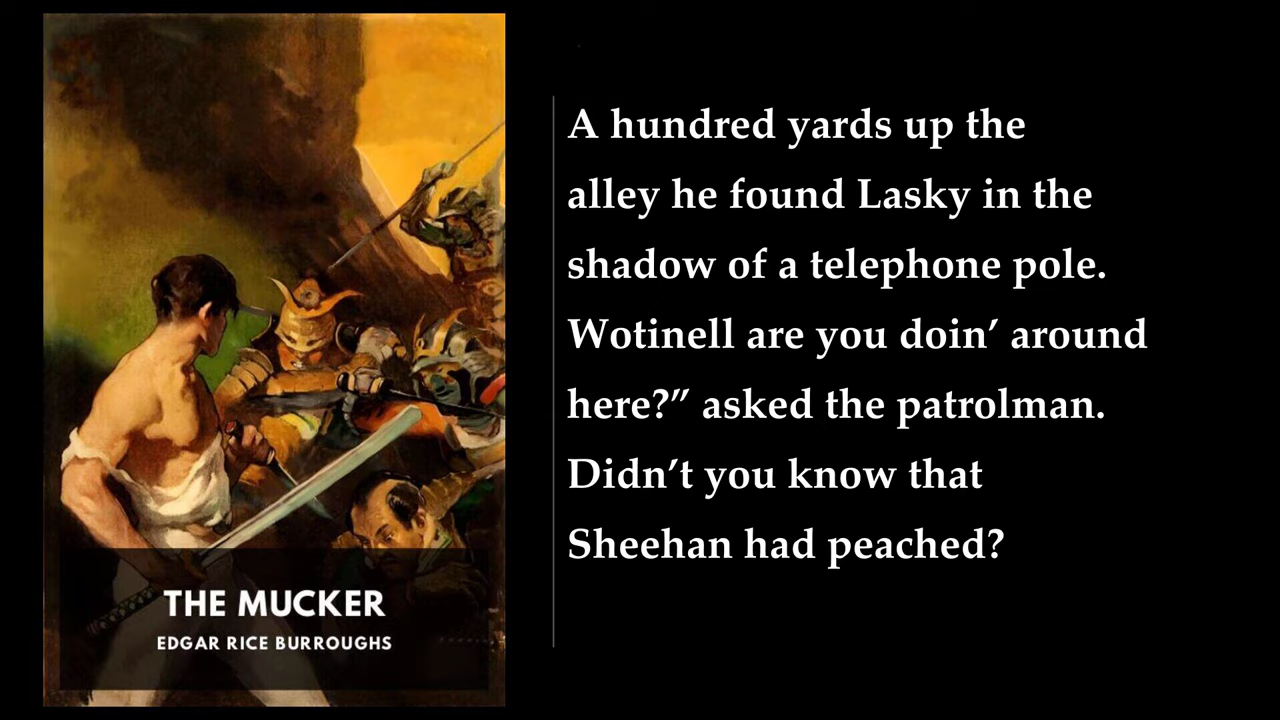 THE MUCKER
EDGAR RICE BURROUGHS
A hundred yards up the
alley he found Lasky in the
shadow of a telephone pole.
Wotinell are you doin’ around
here?” asked the patrolman.
Didn’t you know that
Sheehan had peached?